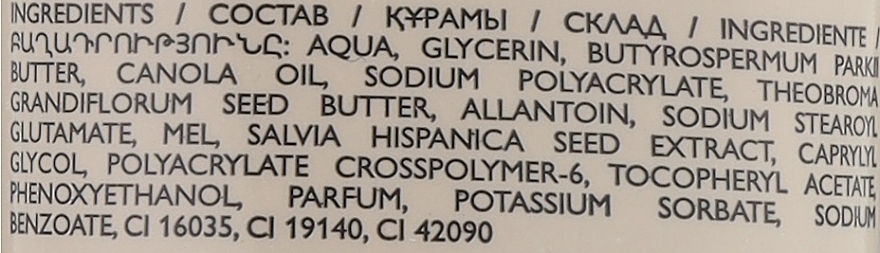 INGREDIENTS / СОСТАВ / ҚҰРАМЫ / СКЛАД / INGREDIENTE /
ԲԱՂԱԴՐՈՒԹՅՈՒՆԸ: AQUA, GLYCERIN, BUTYROSPERMUM PARKII
BUTTER, CANOLA OIL, SODIUM POLYACRYLATE, THEOBROMA
GRANDIFLORUM SEED BUTTER, ALLANTOIN, SODIUM STEAROYL
GLUTAMATE, MEL, SALVIA HISPANICA SEED EXTRACT, CAPRYLYL
GLYCOL, POLYACRYLATE CROSSPOLYMER-6, TOCOPHERYL ACETATE,
PHENOXYETHANOL, PARFUM, POTASSIUM SORBATE, SODIUM
BENZOATE, CI 16035, CI 19140, CI 42090